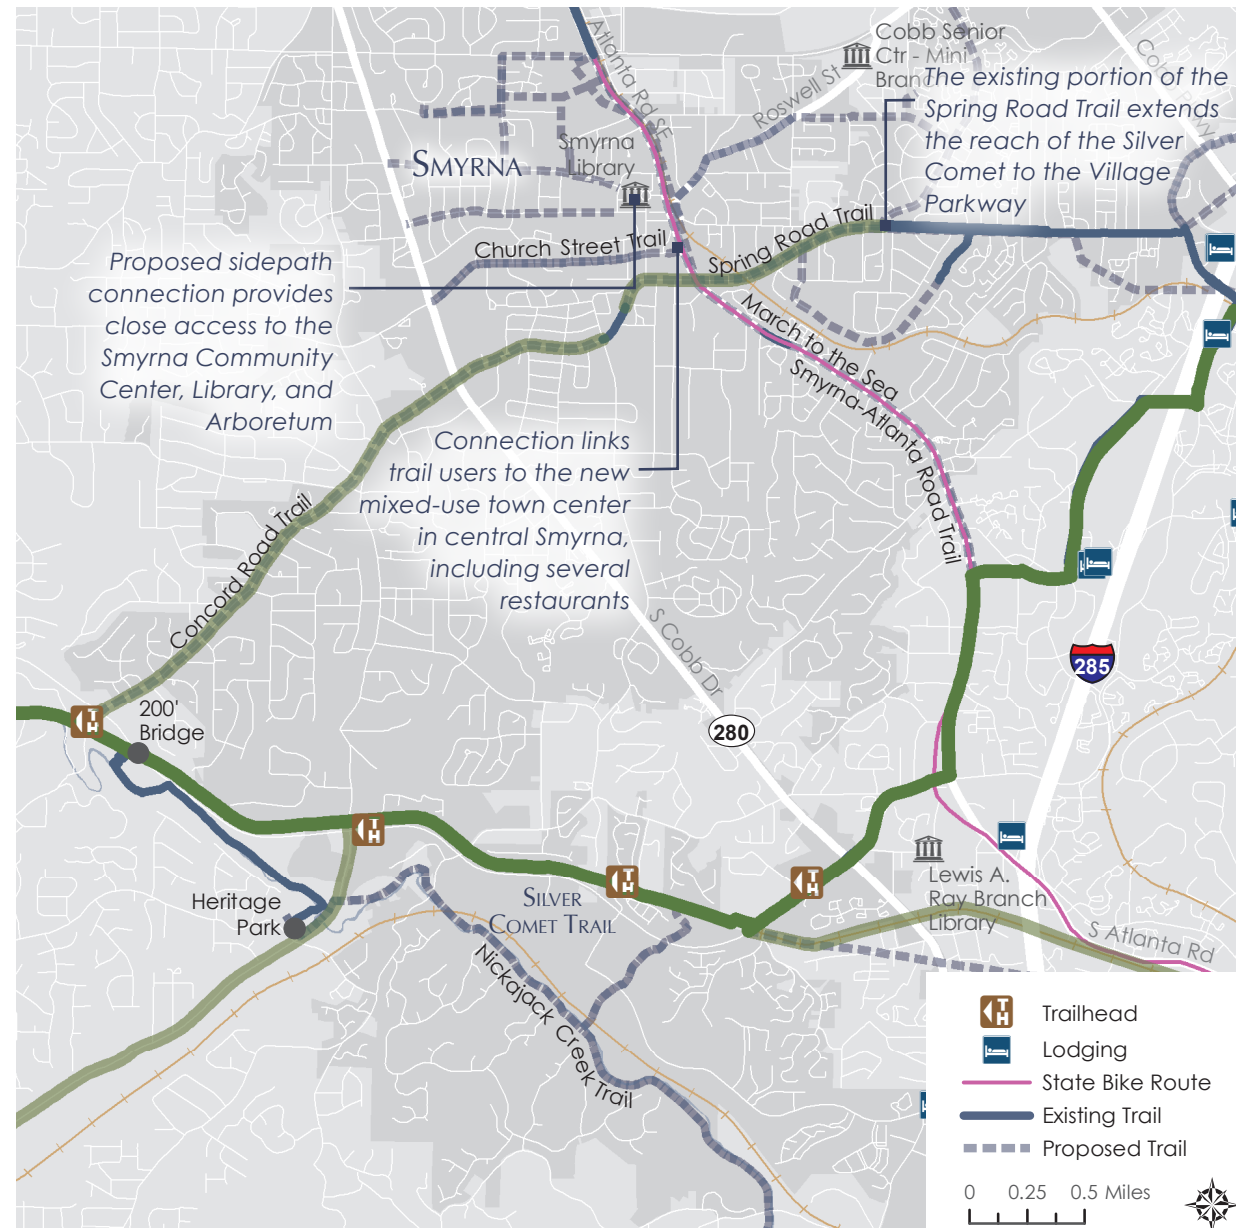 Atlanta Rd SE
Cobb Senior
Ctr - Mini
Branch
Roswell St
The existing portion of the
Spring Road Trail extends
the reach of the Silver
Comet to the Village
Parkway
Smyrna
Library
SMYRNA
Church Street Trail
Spring Road Trail
Proposed sidepath
connection provides
close access to the
Smyrna Community
Center, Library, and
Arboretum
March to the Sea
Smyrna-Atlanta Road Trail
Connection links
trail users to the new
mixed-use town center
in central Smyrna,
including several
restaurants
Concord Road Trail
S Cobb Dr
285
280
TH
200'
Bridge
TH
TH
TH
Heritage
Park
SILVER
COMET TRAIL
Lewis A.
Ray Branch
Library
S Atlanta Rd
Nickajack Creek Trail
TH Trailhead
Lodging
State Bike Route
Existing Trail
Proposed Trail
0 0.25 0.5 Miles